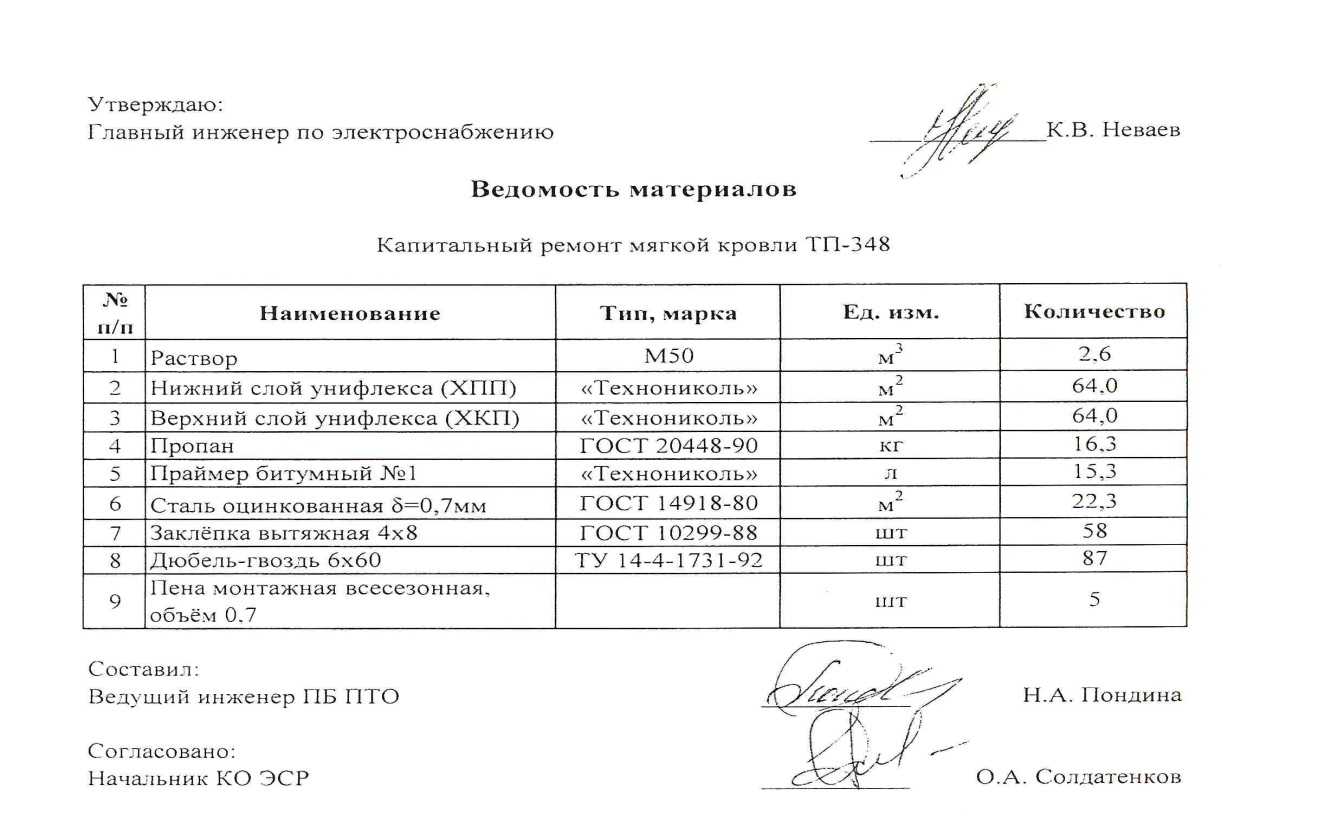 Утверждаю:
Главный инженер по электроснабжению К.В. Неваев
Ведомость материалов
Капитальный ремонт мягкой кровли ТП-348
№ п/п Наименование Тип, марка Ед. изм. Количество
1 Раствор М50 м³ 2,6
2 Нижний слой унифлекса (ХПП) «Технониколь» м² 64,0
3 Верхний слой унифлекса (ХКП) «Технониколь» м² 64,0
4 Пропан ГОСТ 20448-90 кг 16,3
5 Праймер битумный №1 «Технониколь» л 15,3
6 Сталь оцинкованная δ=0,7мм ГОСТ 14918-80 м² 22,3
7 Заклёпка вытяжная 4х8 ГОСТ 10299-88 шт 58
8 Дюбель-гвоздь 6х60 ТУ 14-4-1731-92 шт 87
9 Пена монтажная всесезонная, объём 0,7 шт 5
Составил:
Ведущий инженер ПБ ПТО Н.А. Пондина
Согласовано:
Начальник КО ЭСР О.А. Солдатенков